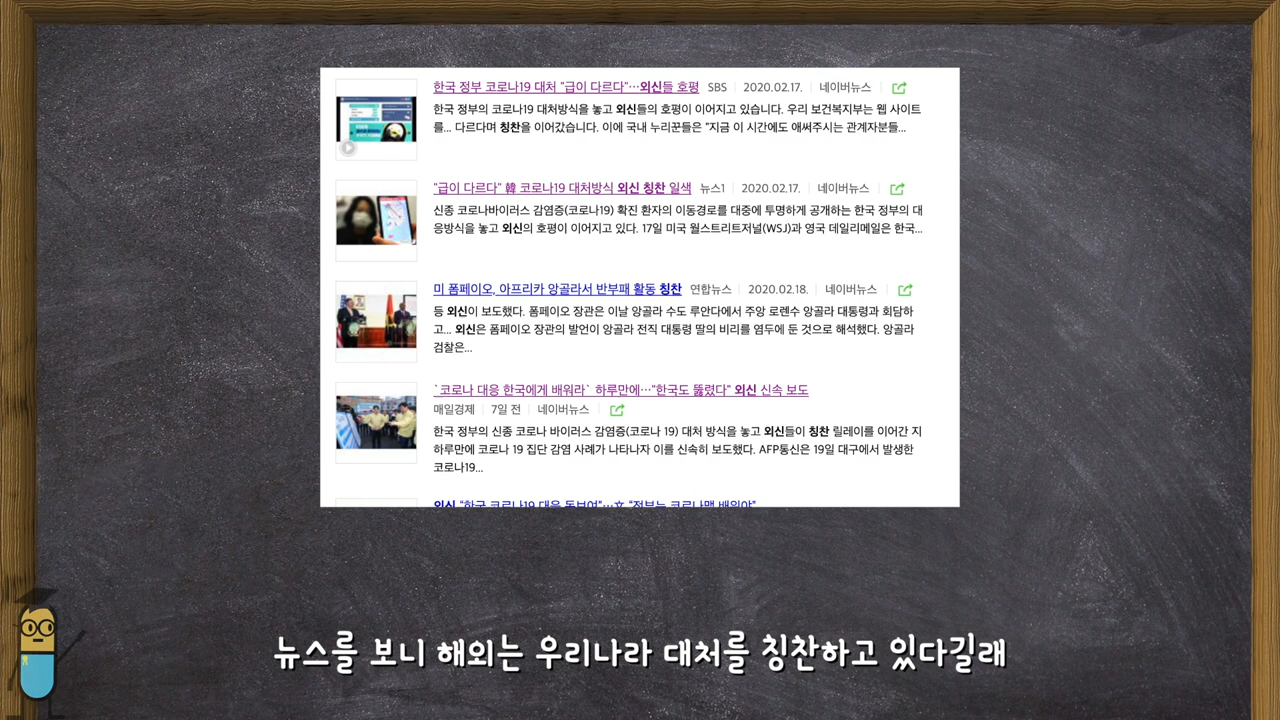 한국 정부 코로나19 대처 "급이 다르다"…외신들 호평 SBS 2020.02.17. 네이버뉴스
한국 정부의 코로나19 대처방식을 놓고 외신들의 호평이 이어지고 있습니다. 우리 보건복지부는 웹 사이트
를... 다르다며 칭찬을 이어갔습니다. 이에 국내 누리꾼들은 "지금 이 시간에도 애써주시는 관계자분들...
"급이 다르다" 韓 코로나19 대처방식 외신 칭찬 일색 뉴스1 2020.02.17. 네이버뉴스
신종 코로나바이러스 감염증(코로나19) 확진 환자의 이동경로를 대중에 투명하게 공개하는 한국 정부의 대
응방식을 놓고 외신의 호평이 이어지고 있다. 17일 미국 월스트리트저널(WSJ)과 영국 데일리메일은 한국...
미 폼페이오, 아프리카 앙골라서 반부패 활동 칭찬 연합뉴스 2020.02.18. 네이버뉴스
등 외신이 보도했다. 폼페이오 장관은 이날 앙골라 수도 루안다에서 주앙 로렌수 앙골라 대통령과 회담하
고... 외신은 폼페이오 장관의 발언이 앙골라 전직 대통령 딸의 비리를 염두에 둔 것으로 해석했다. 앙골라
검찰은...
`코로나 대응 한국에게 배워라` 하루만에…"한국도 뚫렸다" 외신 신속 보도
매일경제 7일 전 네이버뉴스
한국 정부의 신종 코로나 바이러스 감염증(코로나 19) 대처 방식을 놓고 외신들이 칭찬 릴레이를 이어간 지
하루만에 코로나 19 집단 감염 사례가 나타나자 이를 신속히 보도했다. AFP통신은 19일 대구에서 발생한
코로나19...
외신 "한국 코로나19 대응 돋보여"…文 "정부는 코로나맵 배워야"
뉴스를 보니 해외는 우리나라 대처를 칭찬하고 있다길래